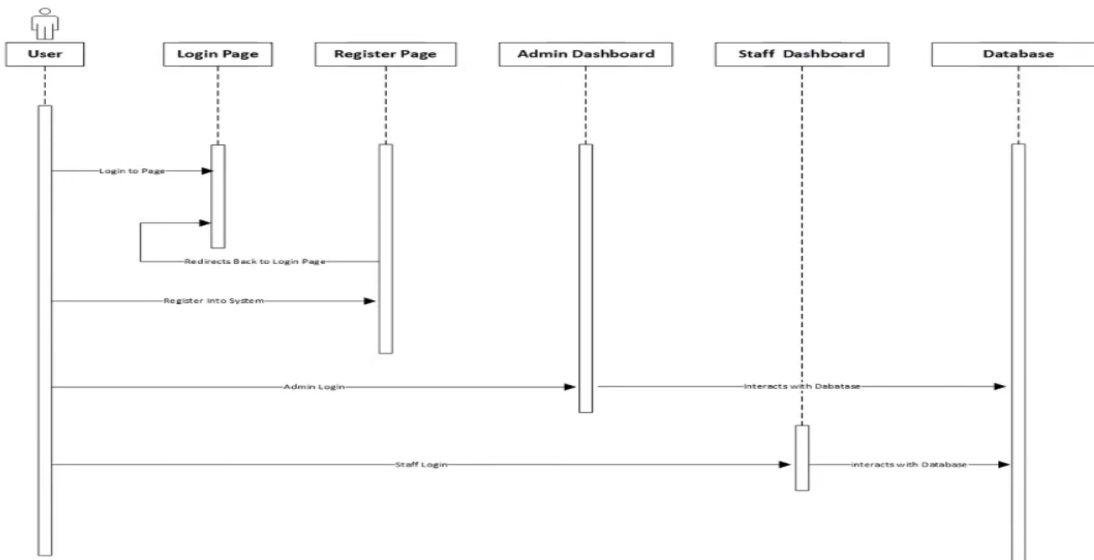 User
Login Page
Register Page
Admin Dashboard
Staff Dashboard
Database
Login to Page
Redirects Back to Login Page
Register Into System
Admin Login
Interacts with Dabatase
Staff Login
interacts with Database